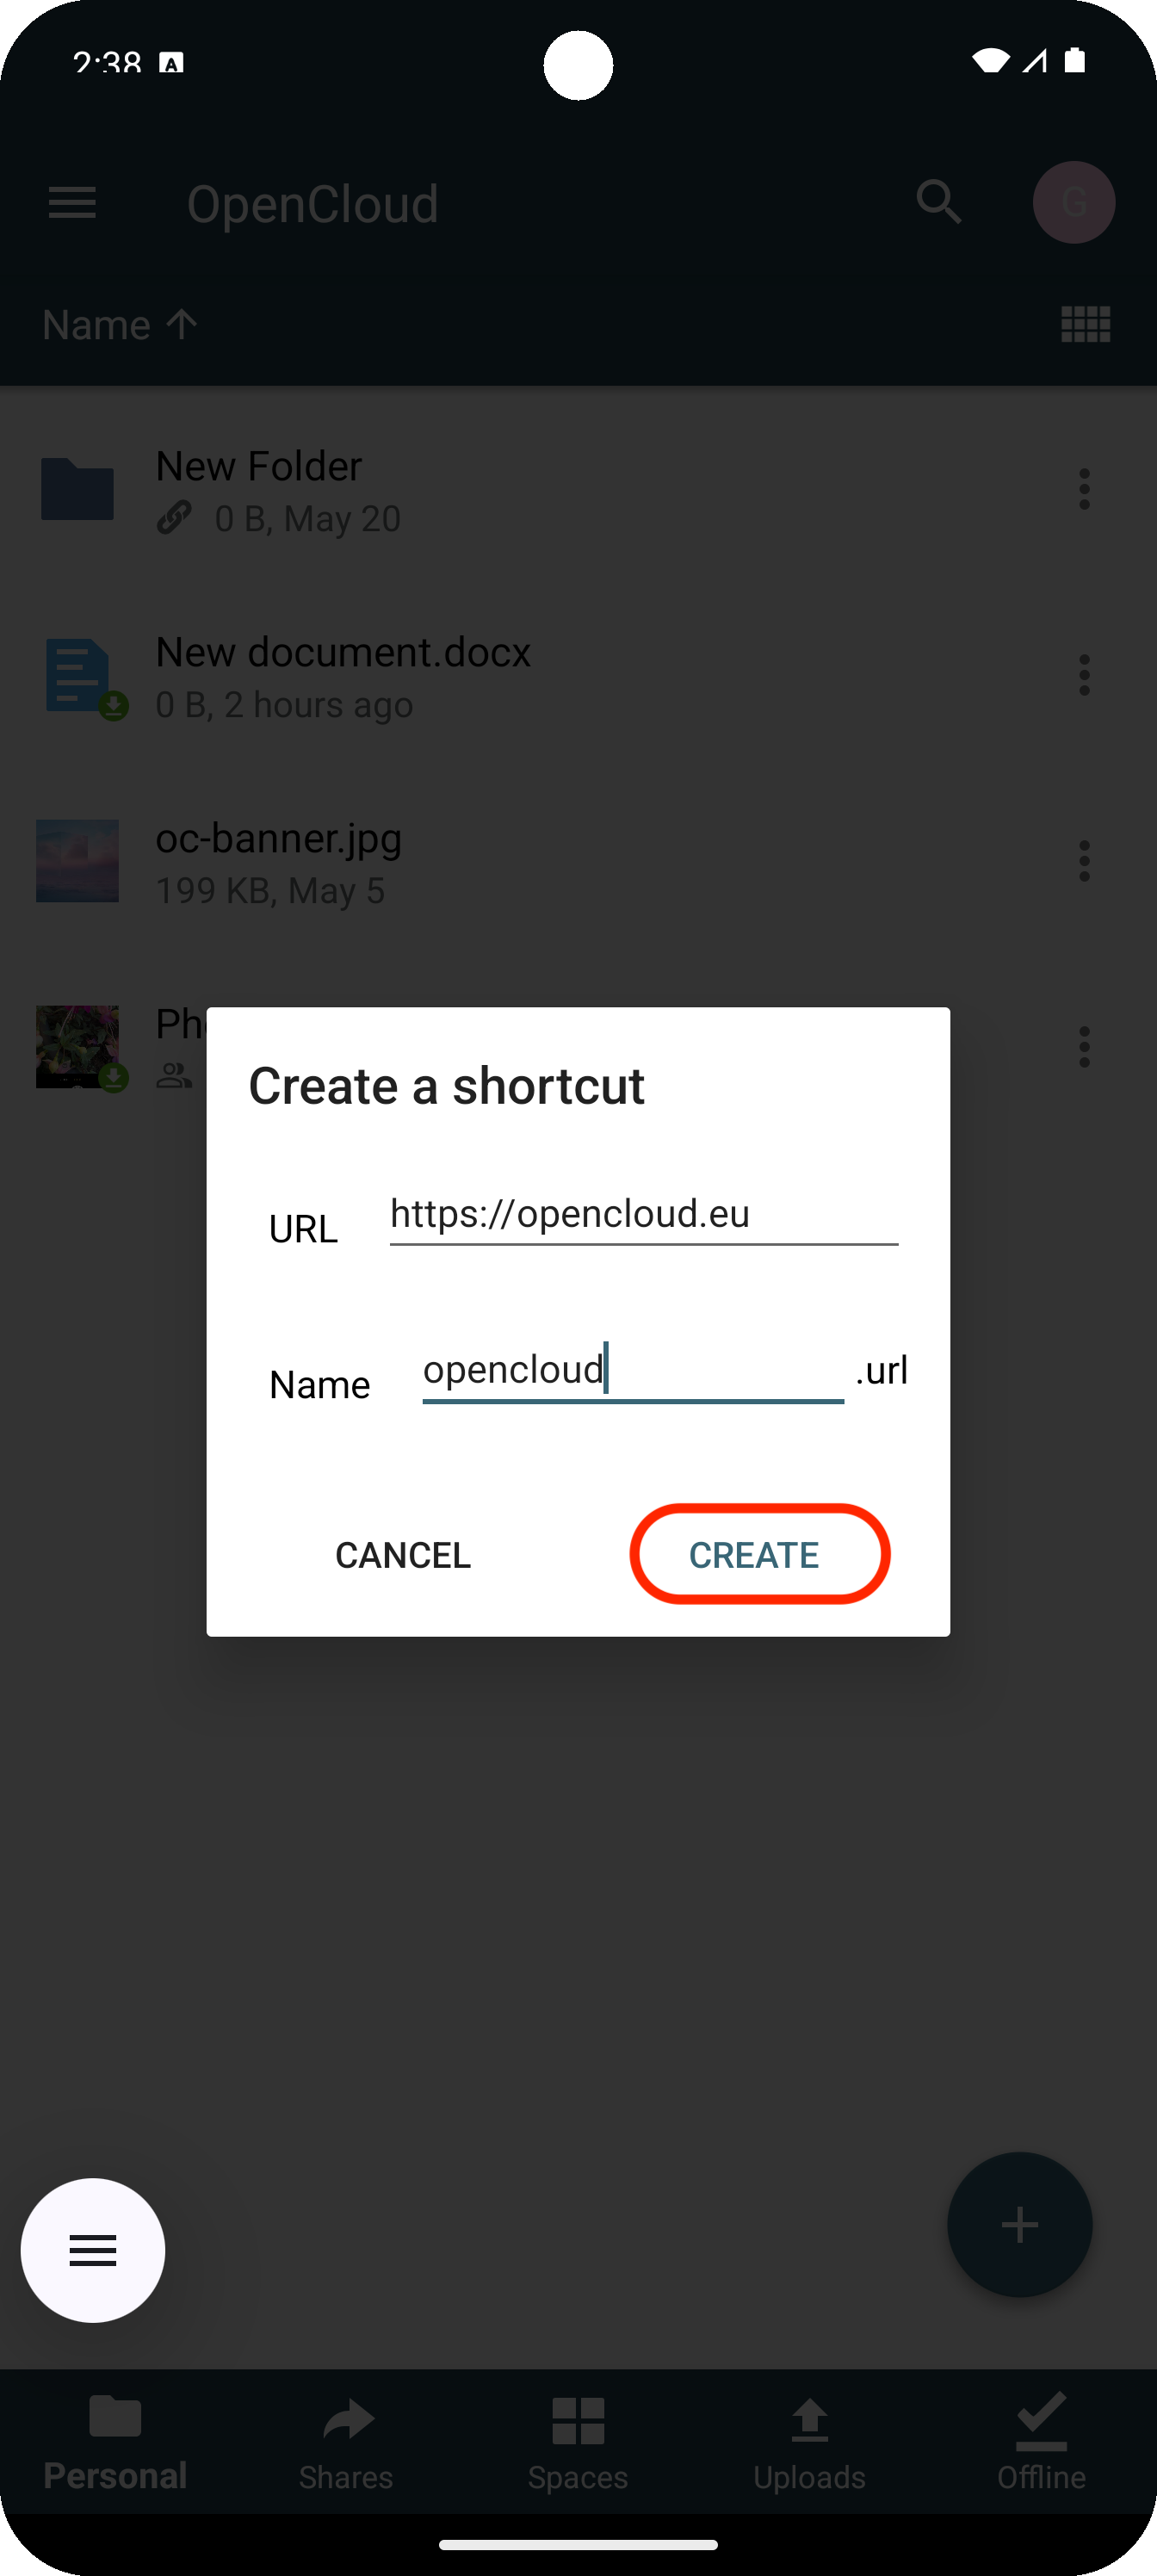 2:38 A
OpenCloud
G
Name
New Folder
0 B, May 20
New document.docx
0 B, 2 hours ago
oc-banner.jpg
199 KB, May 5
Create a shortcut
URL https://opencloud.eu
Name opencloud .url
CANCEL CREATE
Personal Shares Spaces Uploads Offline